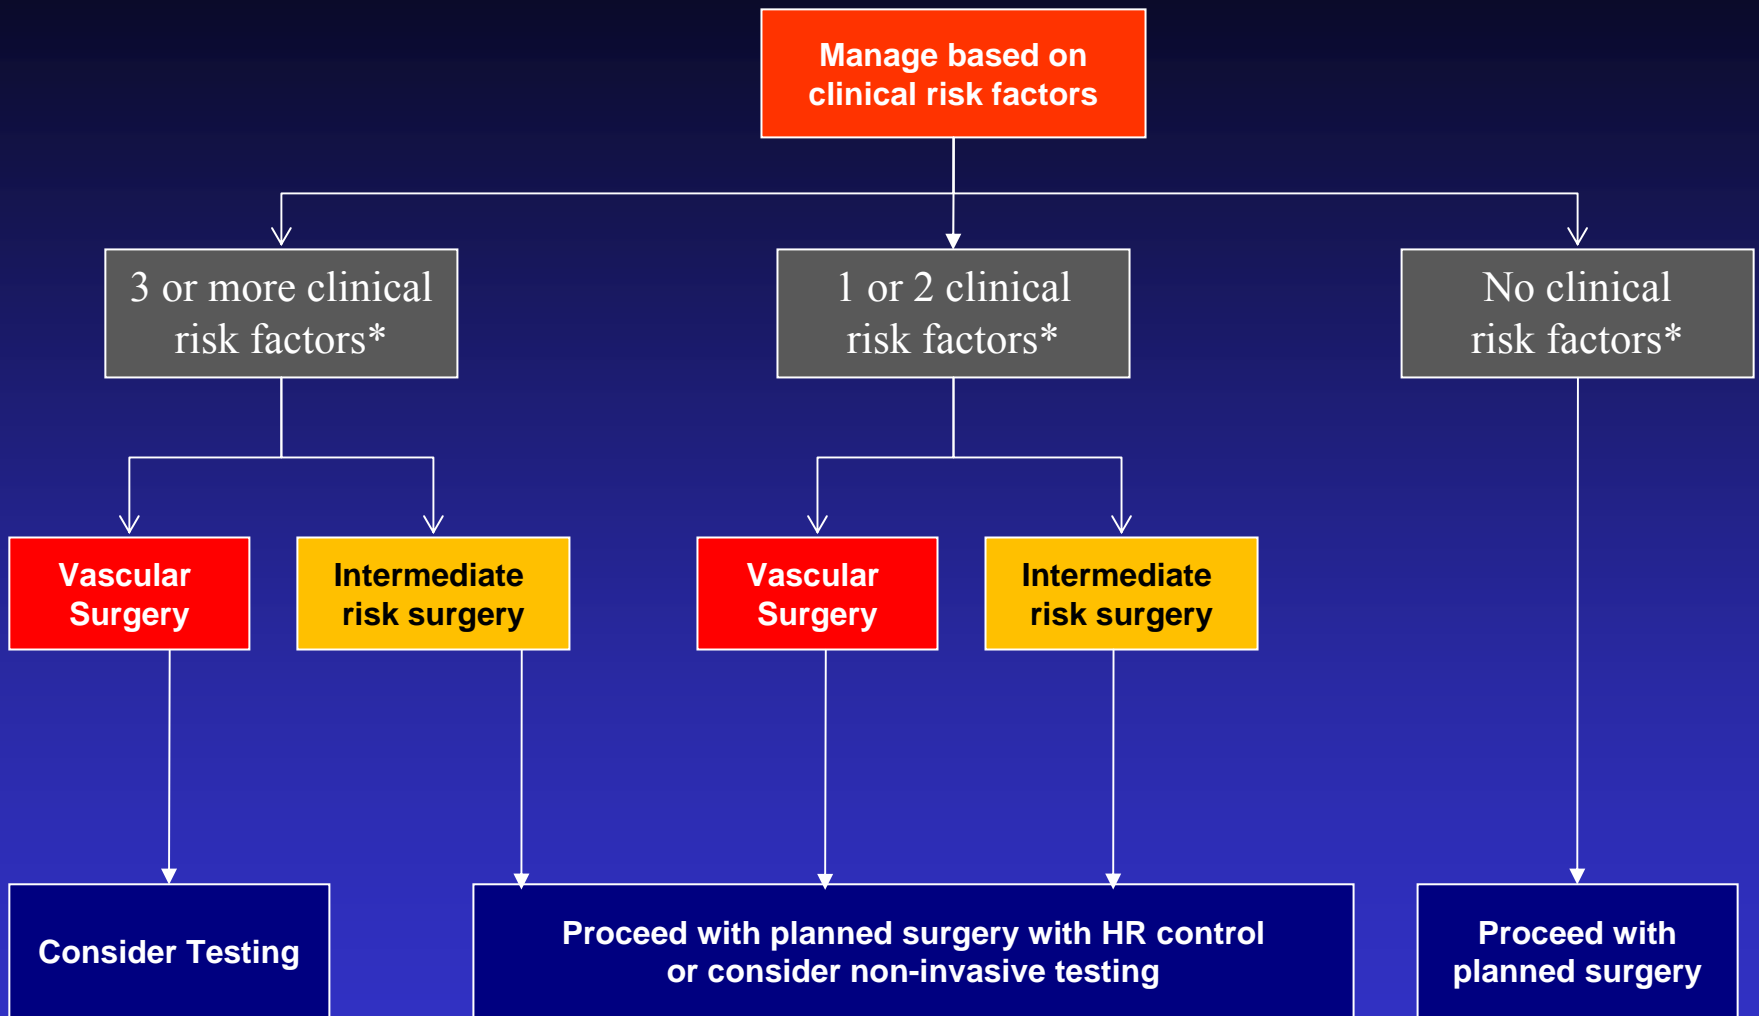 Manage based on
clinical risk factors
3 or more clinical
risk factors*
1 or 2 clinical
risk factors*
No clinical
risk factors*
Vascular
Surgery
Intermediate
risk surgery
Vascular
Surgery
Intermediate
risk surgery
Consider Testing
Proceed with planned surgery with HR control
or consider non-invasive testing
Proceed with
planned surgery